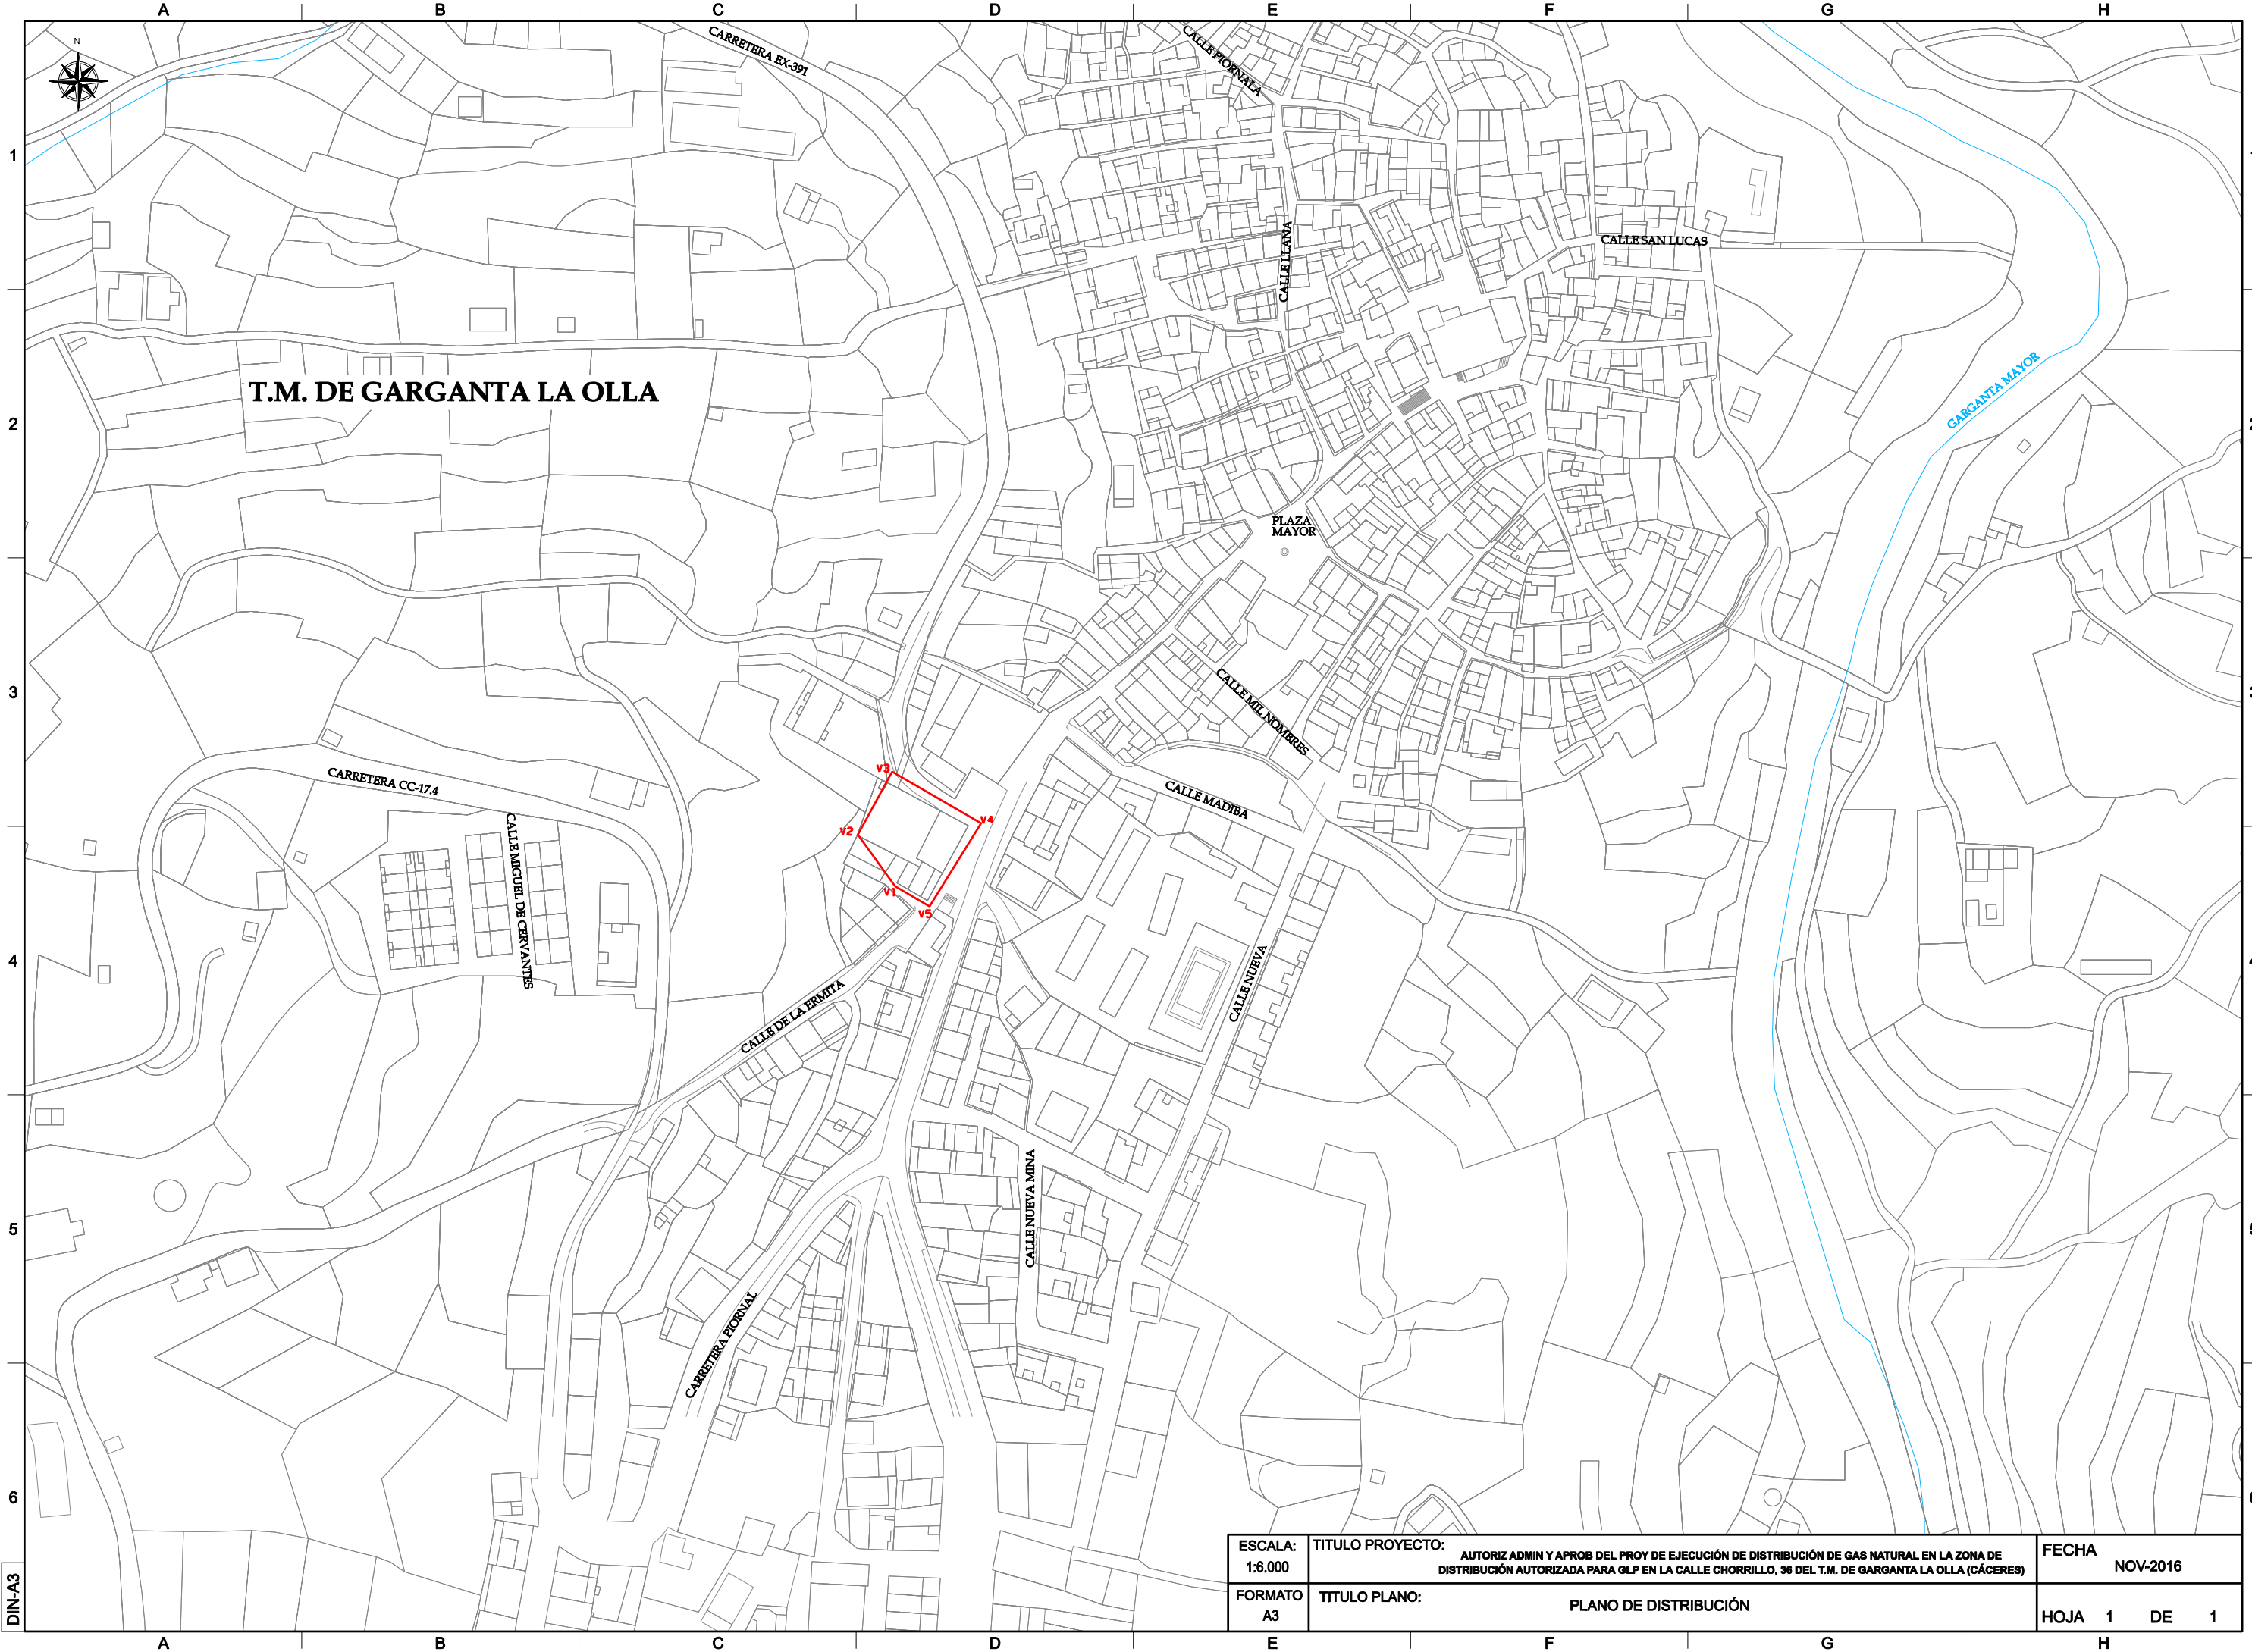 A B C D E F G H
N
CARRETERA EX-391
CALLE PIORNALA
1
CALLE LLANA
CALLE SAN LUCAS
GARGANTA MAYOR
T.M. DE GARGANTA LA OLLA
2
PLAZA
MAYOR
3
CALLE MIL NOMBRES
CARRETERA CC-17.4
CALLE MADIBA
V3
V4
V2
V1
V5
CALLE MIGUEL DE CERVANTES
4
CALLE NUEVA
CALLE DE LA ERMITA
CALLE NUEVA MINA
5
CARRETERA PIORNAL
6
DIN-A3
ESCALA:
1:6.000
TITULO PROYECTO:
AUTORIZ ADMIN Y APROB DEL PROY DE EJECUCIÓN DE DISTRIBUCIÓN DE GAS NATURAL EN LA ZONA DE
DISTRIBUCIÓN AUTORIZADA PARA GLP EN LA CALLE CHORRILLO, 36 DEL T.M. DE GARGANTA LA OLLA (CÁCERES)
FECHA
NOV-2016
FORMATO
A3
TITULO PLANO:
PLANO DE DISTRIBUCIÓN
HOJA 1 DE 1
A B C D E F G H